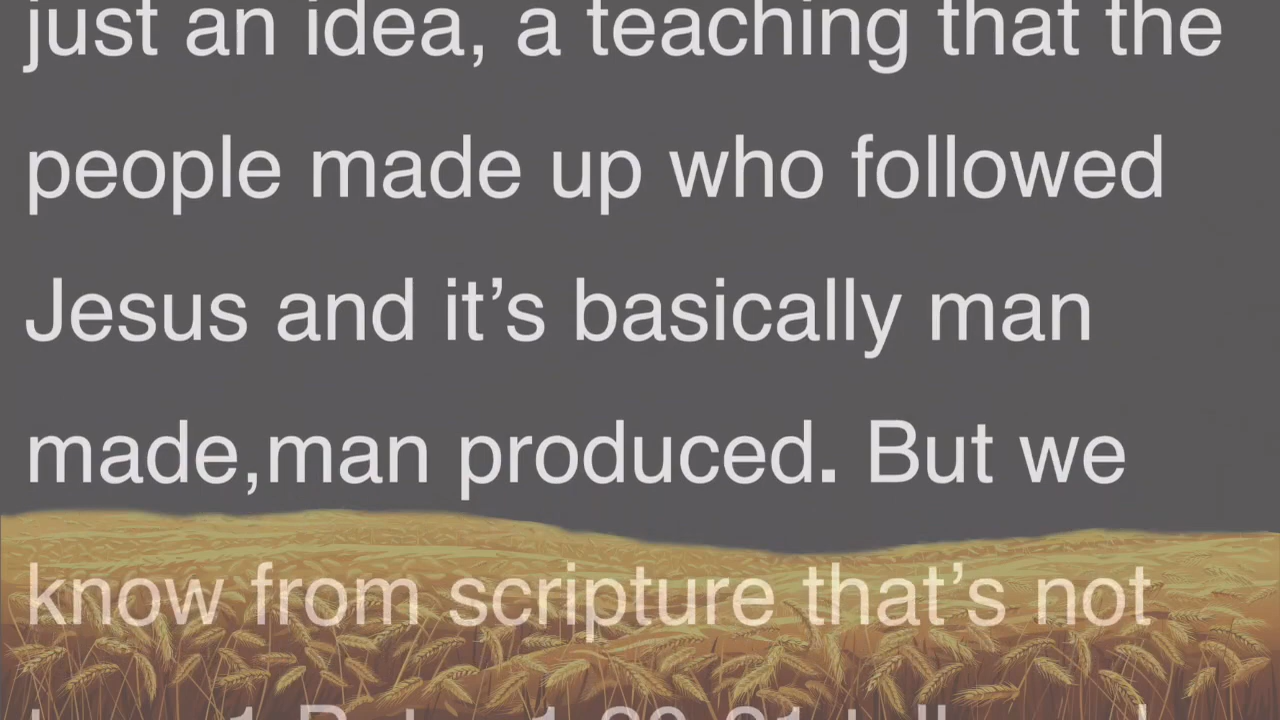 just an idea, a teaching that the
people made up who followed
Jesus and it’s basically man
made,man produced. But we
know from scripture that’s not